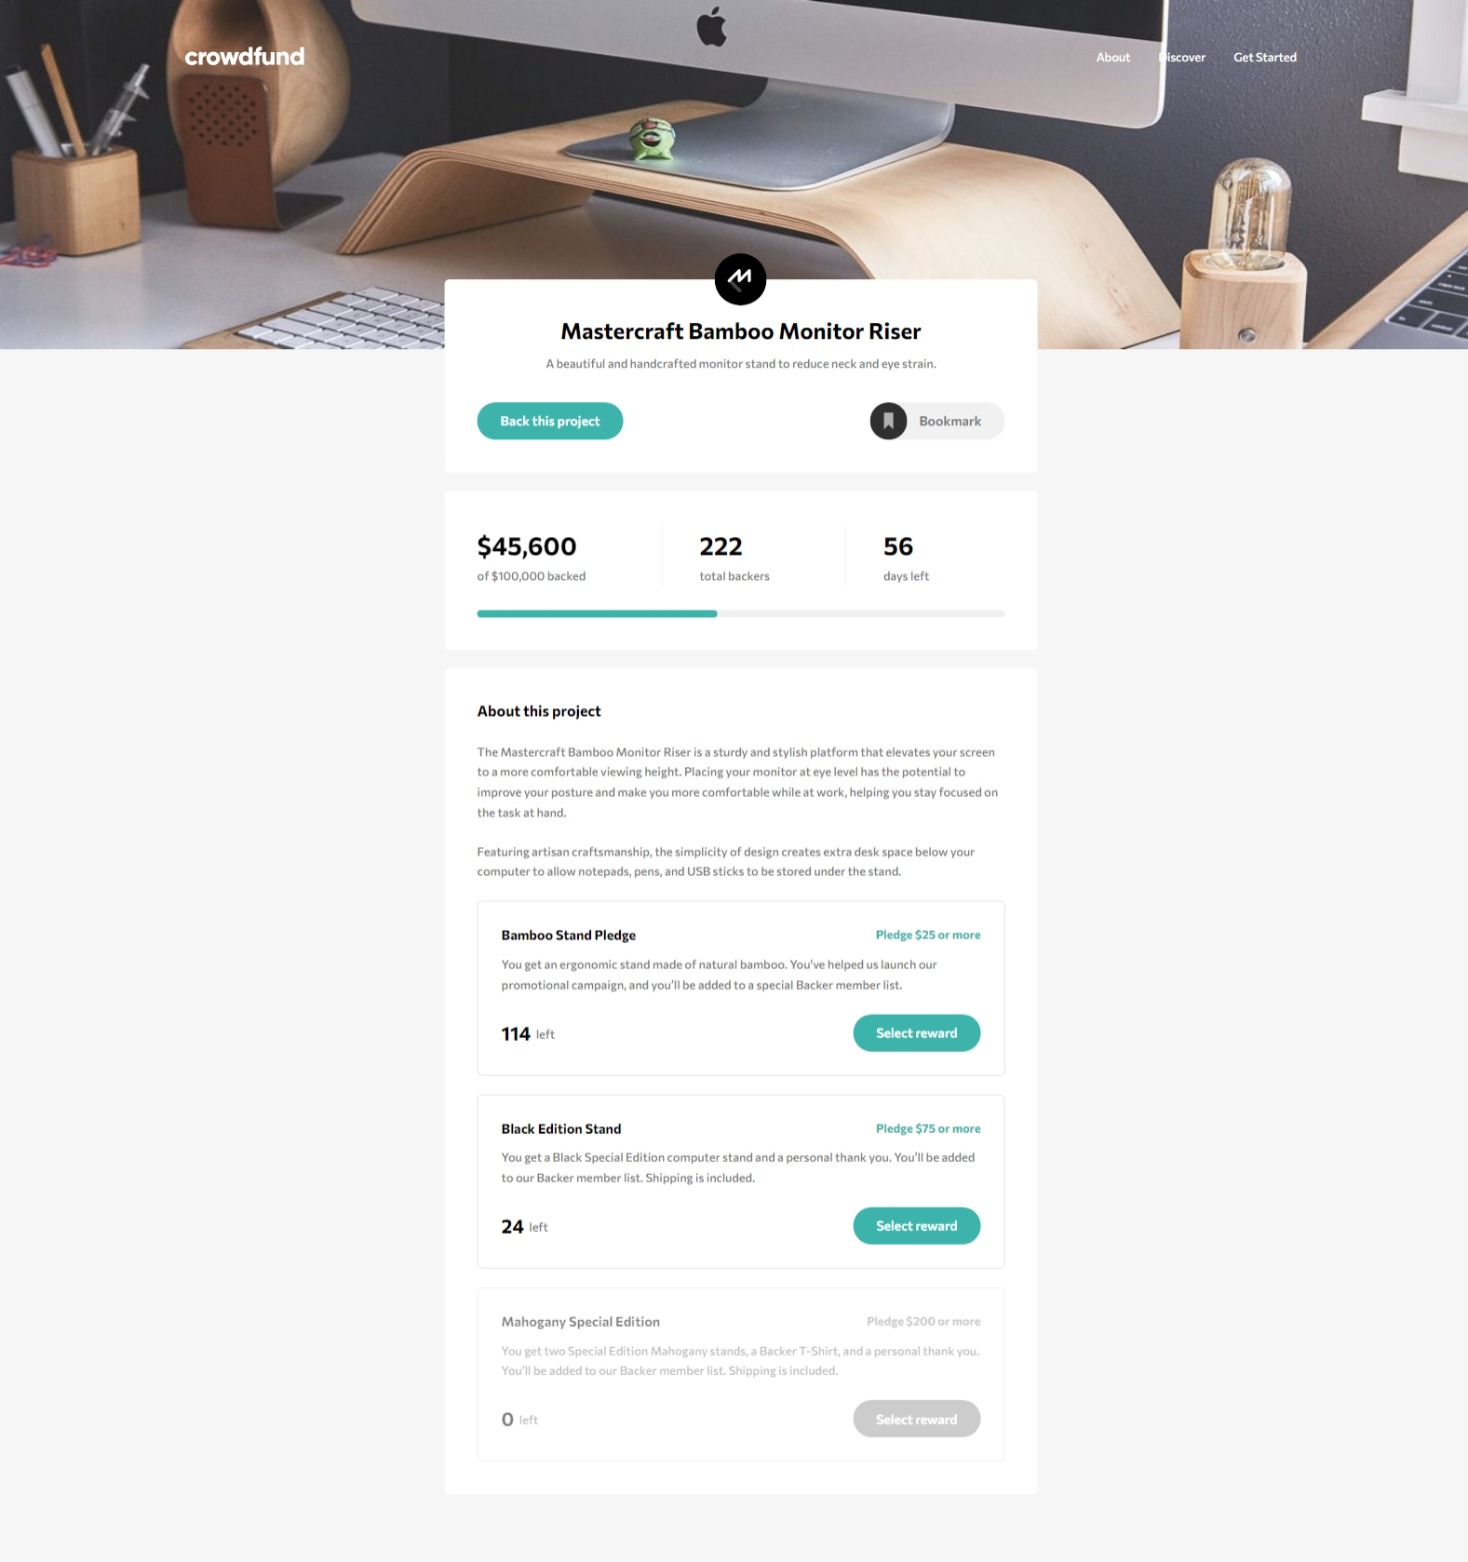 crowdfund
About Discover Get Started
Mastercraft Bamboo Monitor Riser
A beautiful and handcrafted monitor stand to reduce neck and eye strain.
Back this project
Bookmark
$45,600
of $100,000 backed
222
total backers
56
days left
About this project
The Mastercraft Bamboo Monitor Riser is a sturdy and stylish platform that elevates your screen
to a more comfortable viewing height. Placing your monitor at eye level has the potential to
improve your posture and make you more comfortable while at work, helping you stay focused on
the task at hand.
Featuring artisan craftsmanship, the simplicity of design creates extra desk space below your
computer to allow notepads, pens, and USB sticks to be stored under the stand.
Bamboo Stand Pledge
Pledge $25 or more
You get an ergonomic stand made of natural bamboo. You've helped us launch our
promotional campaign, and you'll be added to a special Backer member list.
114 left
Select reward
Black Edition Stand
Pledge $75 or more
You get a Black Special Edition computer stand and a personal thank you. You'll be added
to our Backer member list. Shipping is included.
24 left
Select reward
Mahogany Special Edition
Pledge $200 or more
You get two Special Edition Mahogany stands, a Backer T-Shirt, and a personal thank you.
You'll be added to our Backer member list. Shipping is included.
0 left
Select reward